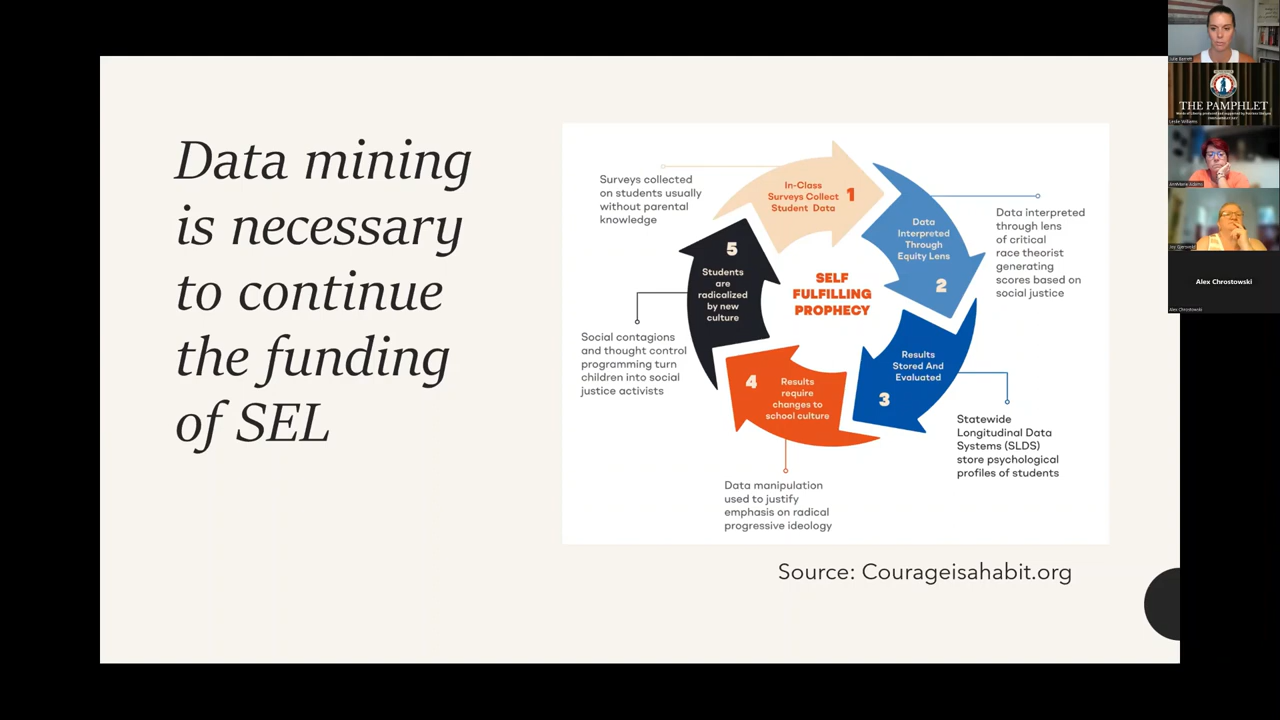 Data mining
is necessary
to continue
the funding
of SEL
Surveys collected
on students usually
without parental
knowledge
In-Class
Surveys Collect
Student Data
1
Data
Interpreted
Through
Equity Lens
2
Data interpreted
through lens
of critical
race theorist
generating
scores based on
social justice
SELF
FULFILLING
PROPHECY
5
Students
are
radicalized
by new
culture
Social contagions
and thought control
programming turn
children into social
justice activists
Results
Stored And
Evaluated
3
Statewide
Longitudinal Data
Systems (SLDS)
store psychological
profiles of students
4
Results
require
changes to
school culture
Data manipulation
used to justify
emphasis on radical
progressive ideology
Source: Courageisahabit.org
THE PAMPHLET
Leslie Williams
Alex Chrostowski
Alex Chrostowski